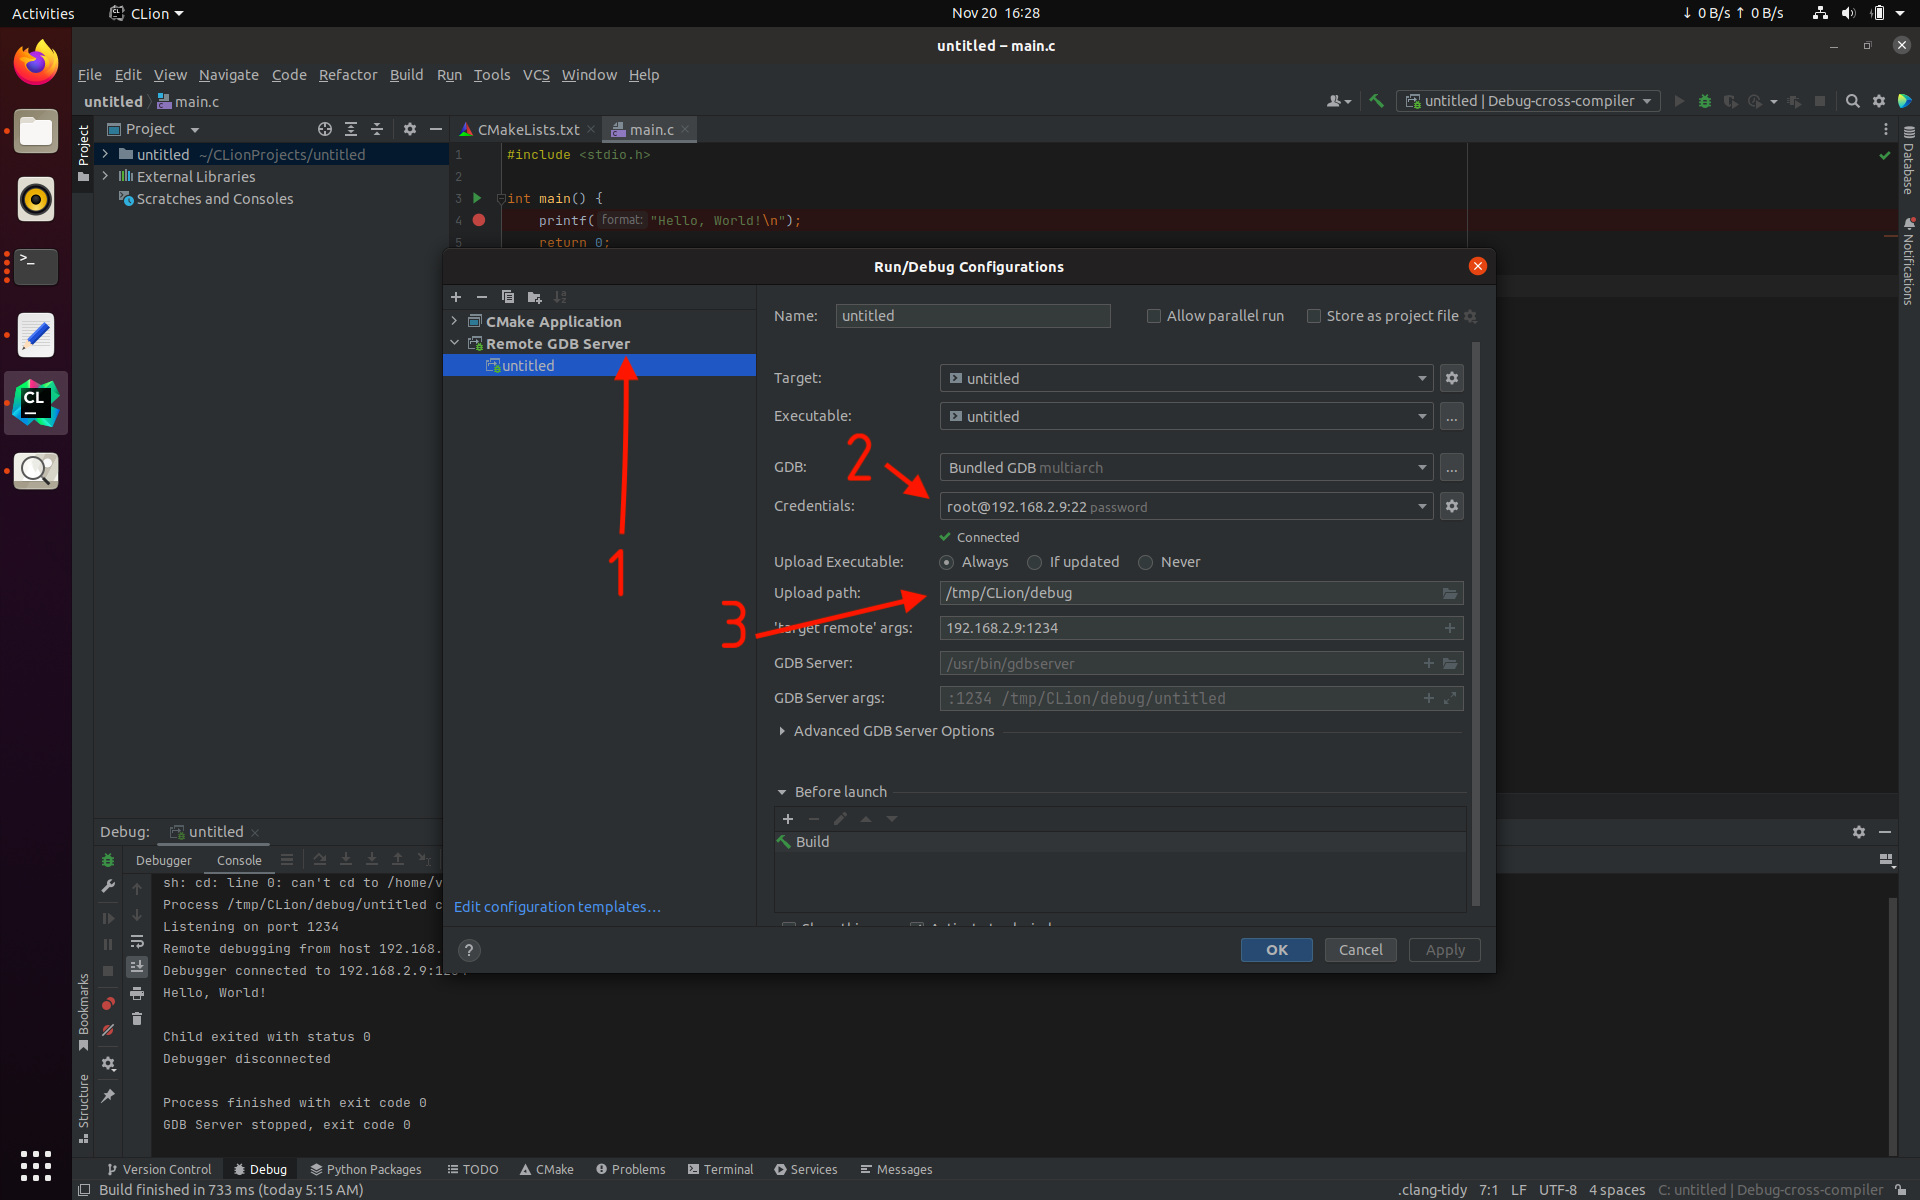 Activities CLion Nov 20 16:28 ↓ 0 B/s ↑ 0 B/s
untitled – main.c
File Edit View Navigate Code Refactor Build Run Tools VCS Window Help
untitled main.c untitled | Debug-cross-compiler
Project CMakeLists.txt main.c
Project
untitled ~/CLionProjects/untitled
External Libraries
Scratches and Consoles
1 #include <stdio.h>
2
3 int main() {
4 printf( format: "Hello, World!\n");
5 return 0;
Database
Notifications
Run/Debug Configurations
CMake Application
Remote GDB Server
untitled
1
2
3
Name: untitled Allow parallel run Store as project file
Target: untitled
Executable: untitled ...
GDB: Bundled GDB multiarch ...
Credentials: root@192.168.2.9:22 password
Connected
Upload Executable: Always If updated Never
Upload path: /tmp/CLion/debug
'target remote' args: 192.168.2.9:1234
GDB Server: /usr/bin/gdbserver
GDB Server args: :1234 /tmp/CLion/debug/untitled
Advanced GDB Server Options
Before launch
Build
Edit configuration templates...
? OK Cancel Apply
Debug: untitled
Debugger Console
sh: cd: line 0: can't cd to /home/v
Process /tmp/CLion/debug/untitled c
Listening on port 1234
Remote debugging from host 192.168.
Debugger connected to 192.168.2.9:1234
Hello, World!
Child exited with status 0
Debugger disconnected
Process finished with exit code 0
GDB Server stopped, exit code 0
Bookmarks
Structure
Version Control Debug Python Packages TODO CMake Problems Terminal Services Messages
Build finished in 733 ms (today 5:15 AM) .clang-tidy 7:1 LF UTF-8 4 spaces C: untitled | Debug-cross-compiler